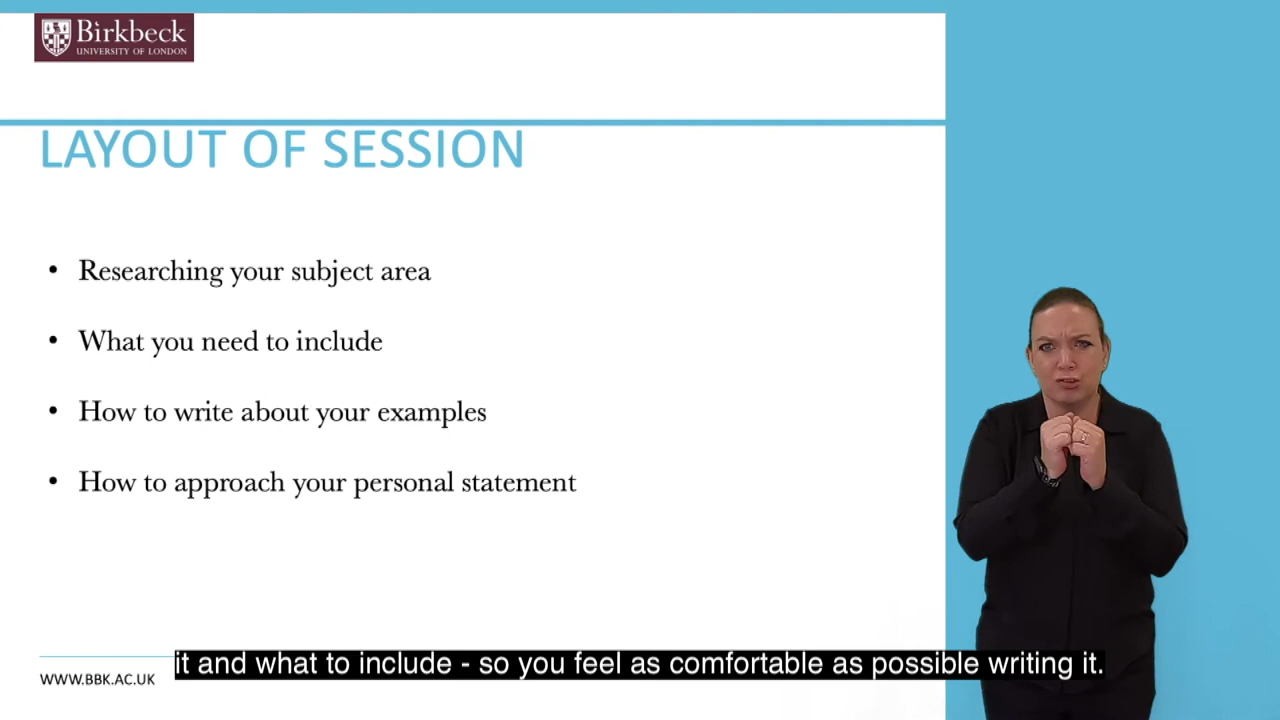 Birkbeck
UNIVERSITY OF LONDON
LAYOUT OF SESSION
• Researching your subject area
• What you need to include
• How to write about your examples
• How to approach your personal statement
it and what to include - so you feel as comfortable as possible writing it.
WWW.BBK.AC.UK